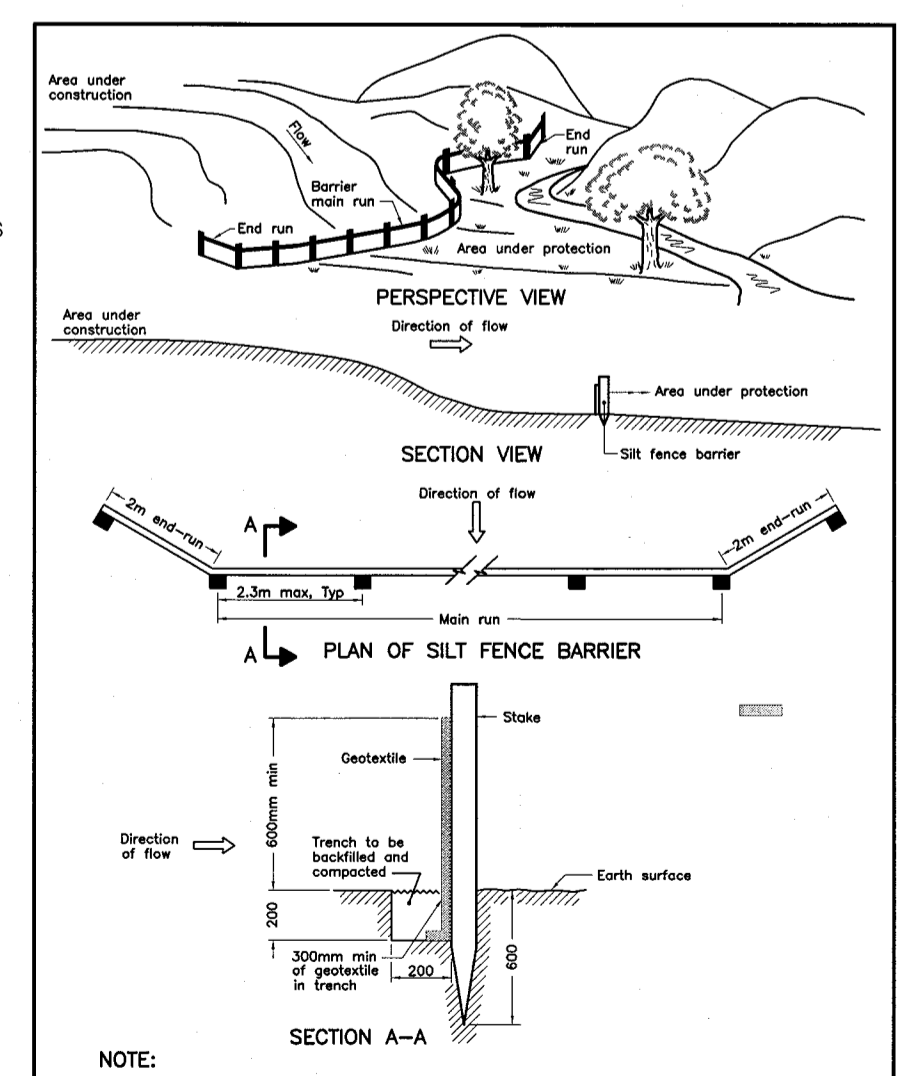 Area under
construction
Flow
End
run
Barrier
main run
End run
S
Area under protection
PERSPECTIVE VIEW
Area under
construction
Direction of flow
Area under protection
SECTION VIEW
Silt fence barrier
Direction of flow
2m end-run
A
2m end-run
2.3m max, Typ
Main run
A
PLAN OF SILT FENCE BARRIER
Stake
Geotextile
600mm min
Direction
of flow
Trench to be
backfilled and
compacted
Earth surface
200
300mm min
of geotextile
in trench
200
600
SECTION A-A
NOTE: